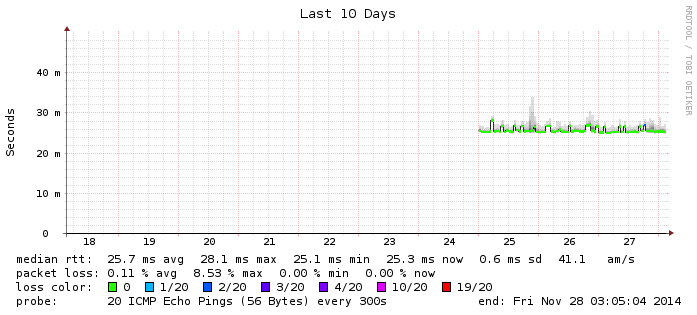 Last 10 Days
RRDTOOL / TOBI OETIKER
Seconds
40 m
30 m
20 m
10 m
0
18 19 20 21 22 23 24 25 26 27
median rtt: 25.7 ms avg 28.1 ms max 25.1 ms min 25.3 ms now 0.6 ms sd 41.1 am/s
packet loss: 0.11 % avg 8.53 % max 0.00 % min 0.00 % now
loss color: 0 1/20 2/20 3/20 4/20 10/20 19/20
probe: 20 ICMP Echo Pings (56 Bytes) every 300s end: Fri Nov 28 03:05:04 2014